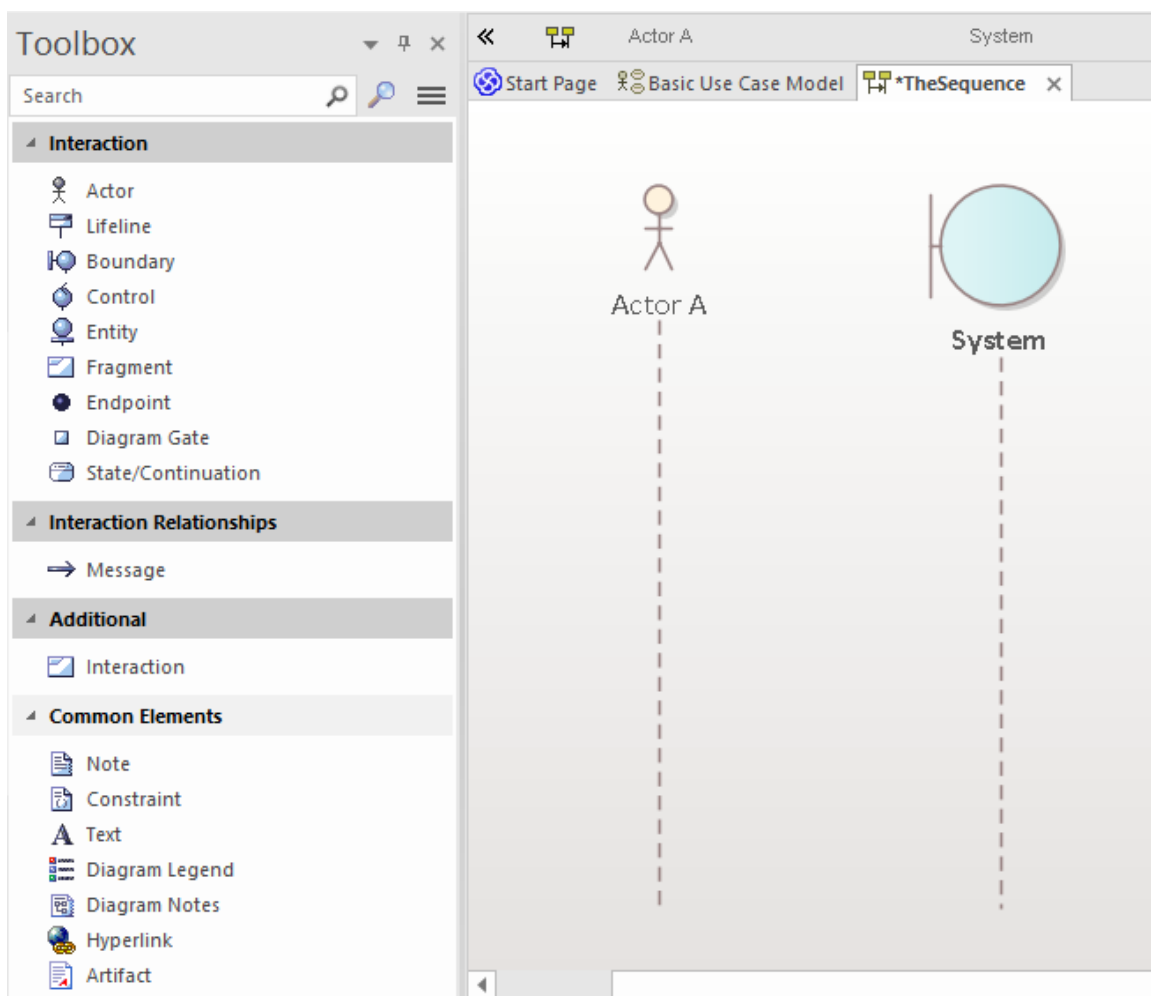 Toolbox
Search
Interaction
Actor
Lifeline
Boundary
Control
Entity
Fragment
Endpoint
Diagram Gate
State/Continuation
Interaction Relationships
Message
Additional
Interaction
Common Elements
Note
Constraint
Text
Diagram Legend
Diagram Notes
Hyperlink
Artifact
Actor A System
Start Page Basic Use Case Model *TheSequence
Actor A
System